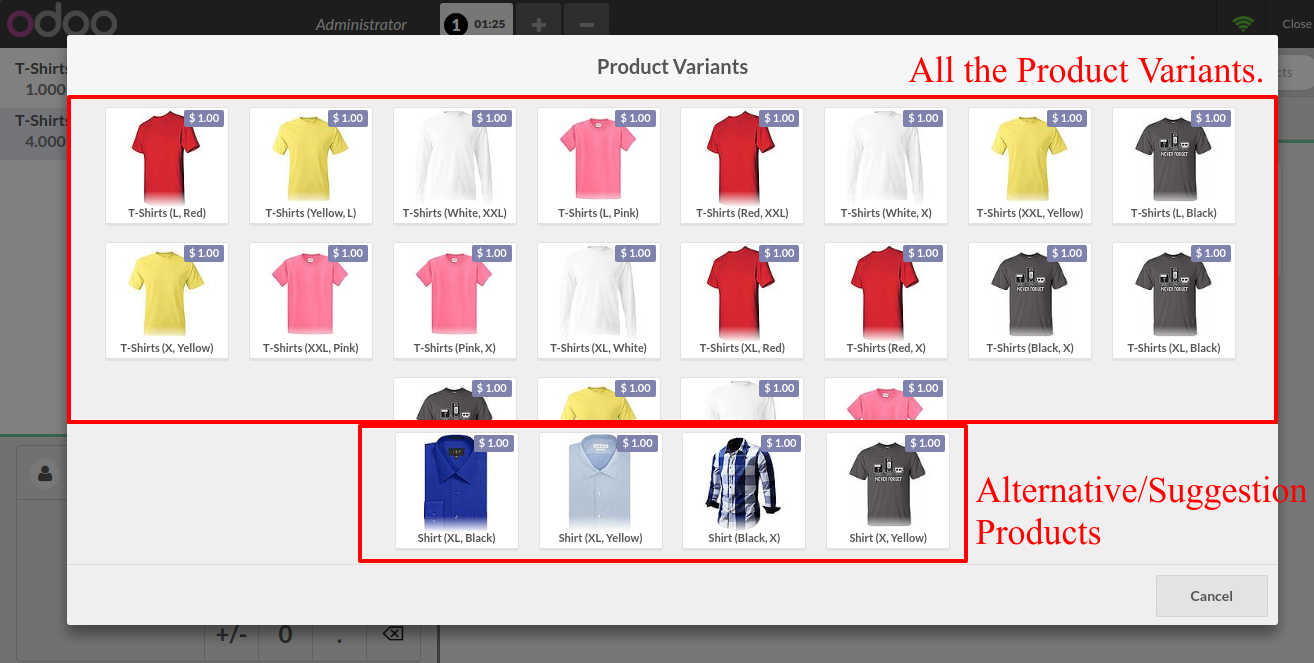 odoo
Administrator
1 01:25
+
−
Close
T-Shirts
1.000
T-Shirts
4.000
cts
Product Variants
All the Product Variants.
$ 1.00 $ 1.00 $ 1.00 $ 1.00 $ 1.00 $ 1.00 $ 1.00 $ 1.00
NEVER FORGET
T-Shirts (L, Red) T-Shirts (Yellow, L) T-Shirts (White, XXL) T-Shirts (L, Pink) T-Shirts (Red, XXL) T-Shirts (White, X) T-Shirts (XXL, Yellow) T-Shirts (L, Black)
$ 1.00 $ 1.00 $ 1.00 $ 1.00 $ 1.00 $ 1.00 $ 1.00 $ 1.00
NEVER FORGET NEVER FORGET
T-Shirts (X, Yellow) T-Shirts (XXL, Pink) T-Shirts (Pink, X) T-Shirts (XL, White) T-Shirts (XL, Red) T-Shirts (Red, X) T-Shirts (Black, X) T-Shirts (XL, Black)
$ 1.00 $ 1.00 $ 1.00 $ 1.00
$ 1.00 $ 1.00 $ 1.00 $ 1.00
NEVER FORGET
Shirt (XL, Black) Shirt (XL, Yellow) Shirt (Black, X) Shirt (X, Yellow)
Alternative/Suggestion
Products
Cancel
+/- 0 .